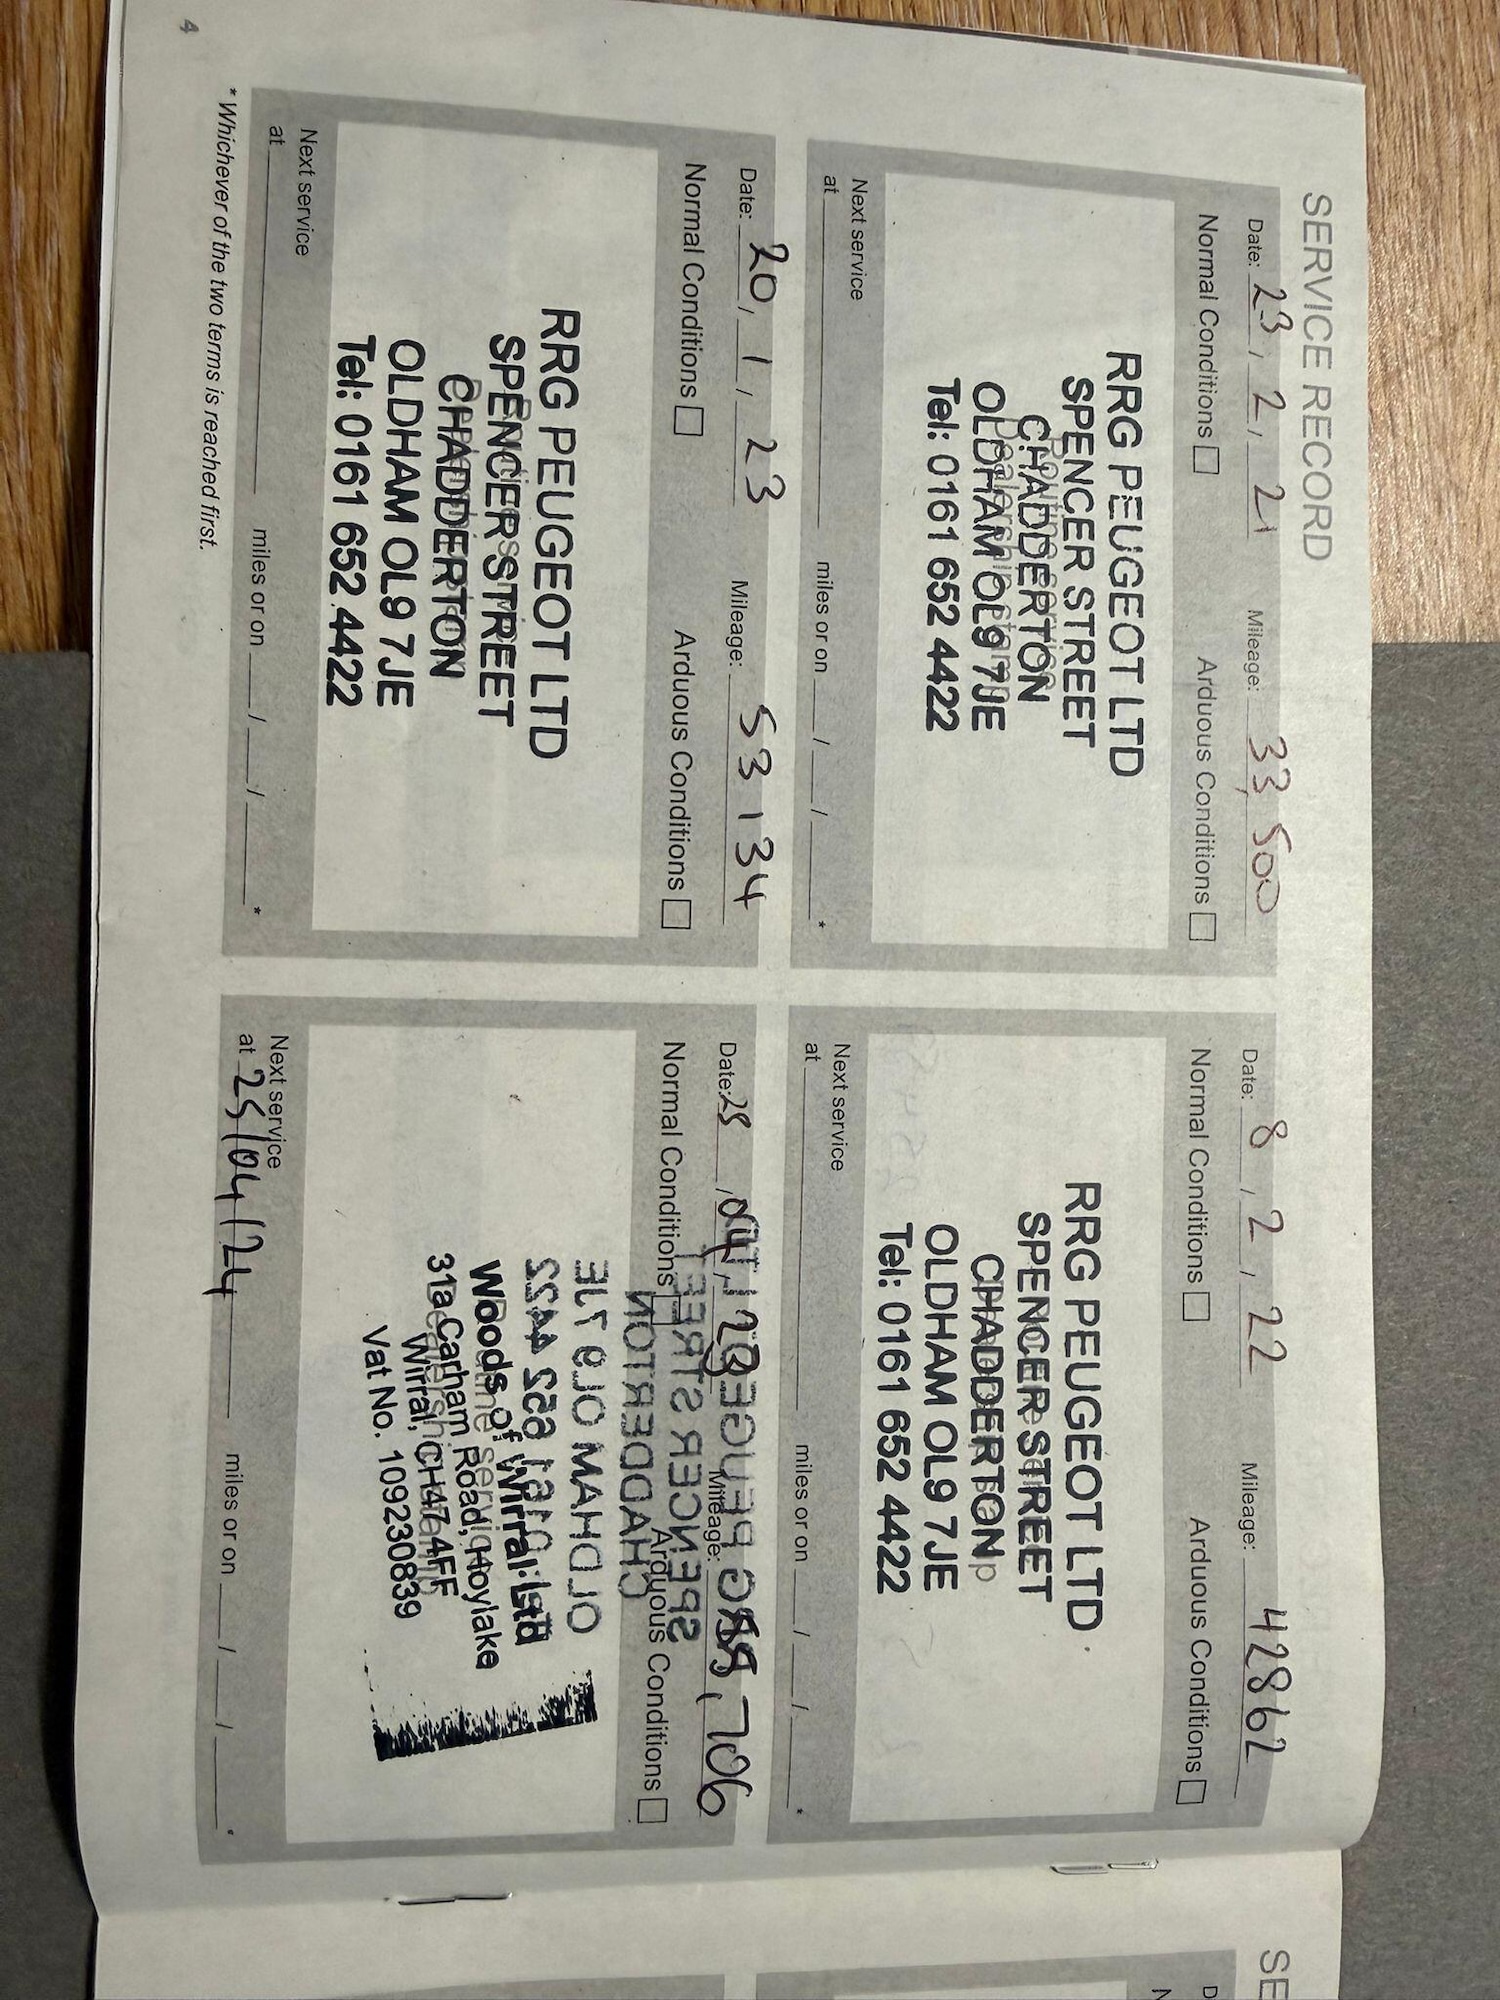 SERVICE RECORD
Date: 23 / 2 / 21 Mileage: 33,500
Normal Conditions Arduous Conditions
RRG PEUGEOT LTD
SPENCER STREET
CHADDERTON
OLDHAM OL9 7JE
Tel: 0161 652 4422
Next service
at miles or on / / *
Date: 8 / 2 / 22 Mileage: 42862
Normal Conditions Arduous Conditions
RRG PEUGEOT LTD
SPENCER STREET
CHADDERTON
OLDHAM OL9 7JE
Tel: 0161 652 4422
Next service
at miles or on / / *
Date: 20 / 1 / 23 Mileage: 53134
Normal Conditions Arduous Conditions
RRG PEUGEOT LTD
SPENCER STREET
CHADDERTON
OLDHAM OL9 7JE
Tel: 0161 652 4422
Next service
at miles or on / / *
Date: 25 / 04 / 23 Mileage:
Normal Conditions Arduous Conditions
Woods of Wirral Ltd
31a Carham Road, Hoylake
Wirral, CH47 4FF
Vat No. 109230839
Next service
at 25/04/24 miles or on / / *
* Whichever of the two terms is reached first.
4
SE
D
N